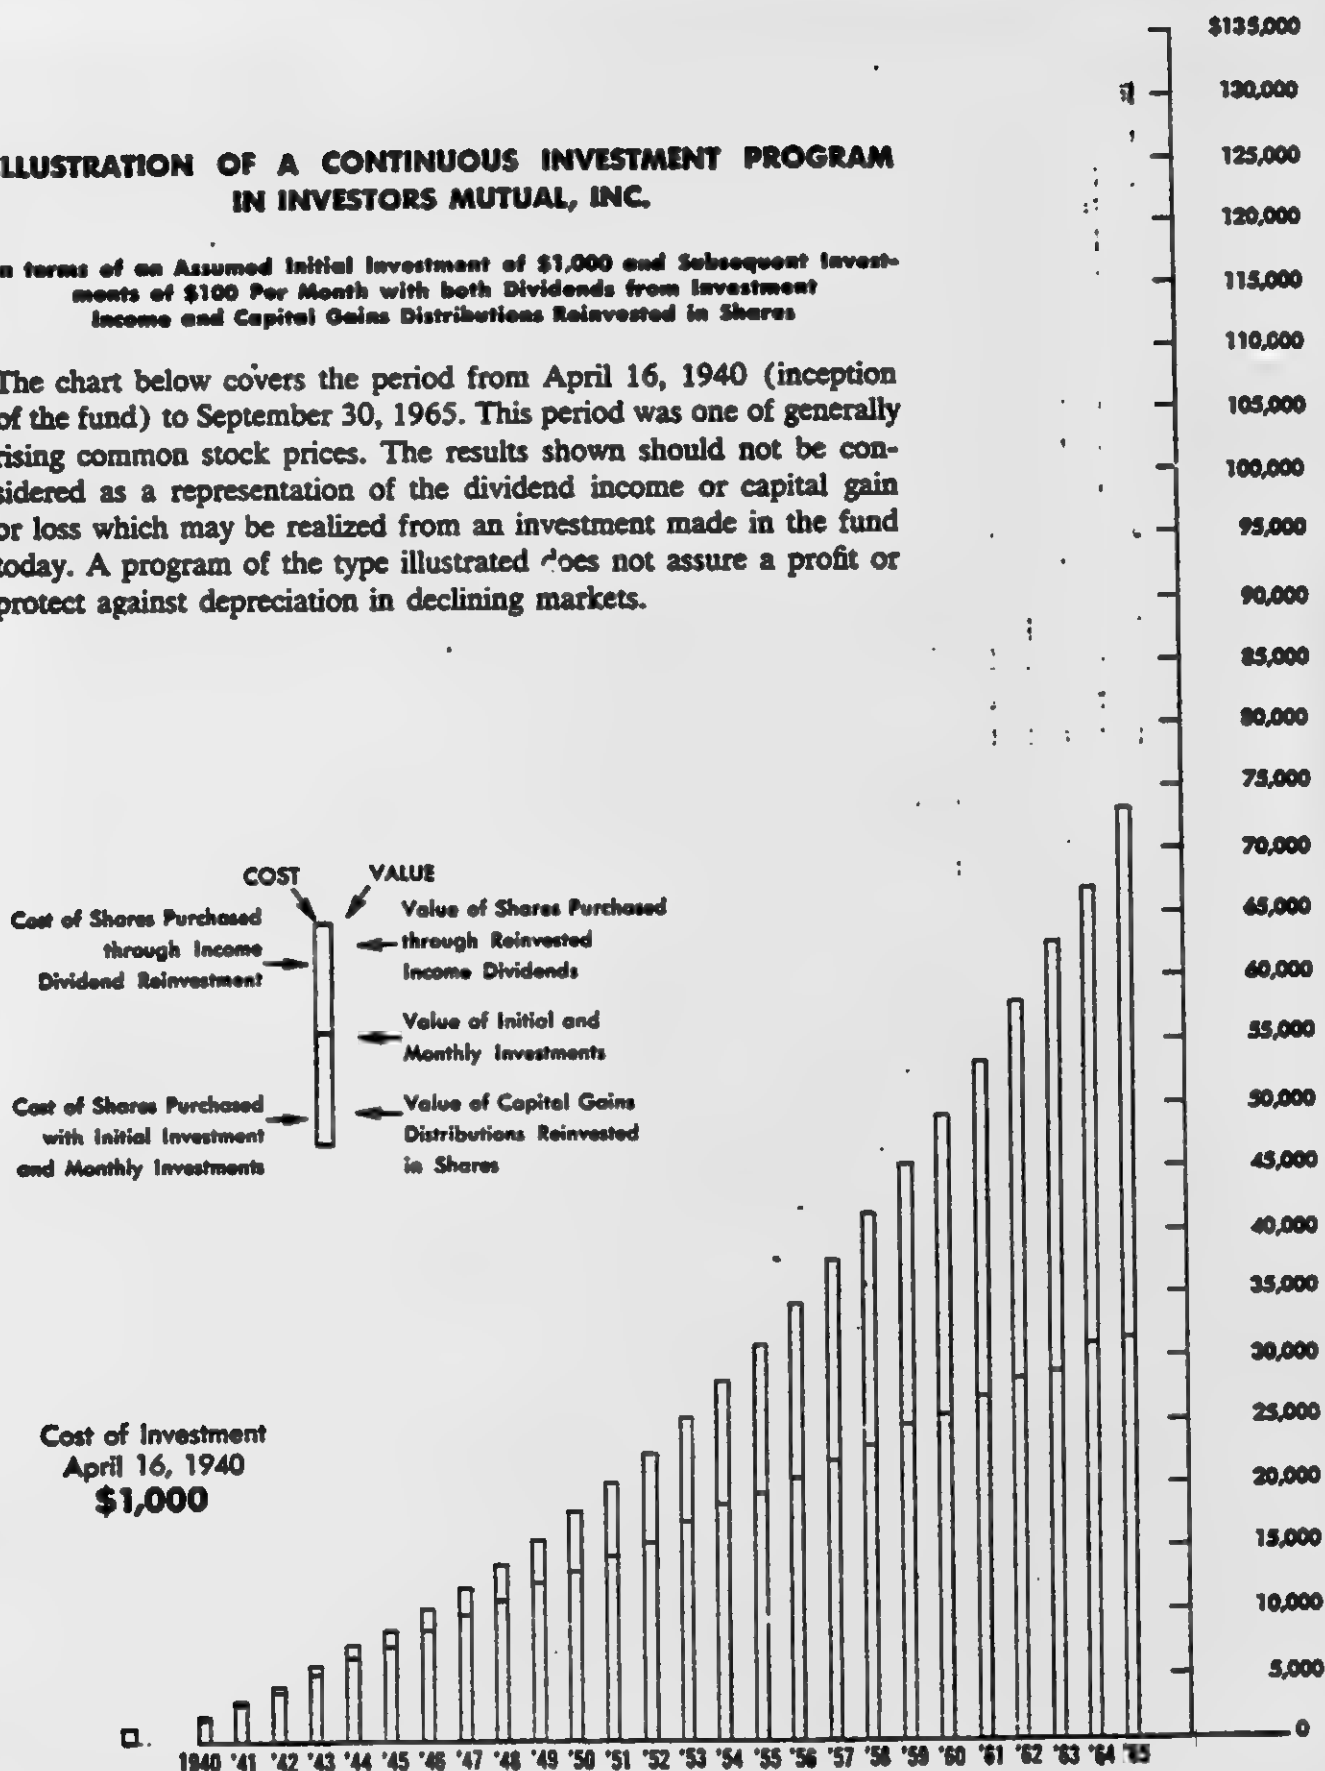 LLUSTRATION OF A CONTINUOUS INVESTMENT PROGRAM
IN INVESTORS MUTUAL, INC.
n terms of an Assumed Initial Investment of $1,000 and Subsequent Invest-
ments of $100 Per Month with both Dividends from Investment
Income and Capital Gains Distributions Reinvested in Shares
The chart below covers the period from April 16, 1940 (inception
of the fund) to September 30, 1965. This period was one of generally
rising common stock prices. The results shown should not be con-
sidered as a representation of the dividend income or capital gain
or loss which may be realized from an investment made in the fund
today. A program of the type illustrated does not assure a profit or
protect against depreciation in declining markets.
COST VALUE
Cost of Shares Purchased
through Income
Dividend Reinvestment
Value of Shares Purchased
through Reinvested
Income Dividends
Value of Initial and
Monthly Investments
Cost of Shares Purchased
with Initial Investment
and Monthly Investments
Value of Capital Gains
Distributions Reinvested
in Shares
Cost of Investment
April 16, 1940
$1,000
$135,000
130,000
125,000
120,000
115,000
110,000
105,000
100,000
95,000
90,000
85,000
80,000
75,000
70,000
65,000
60,000
55,000
50,000
45,000
40,000
35,000
30,000
25,000
20,000
15,000
10,000
5,000
0
1940 '41 '42 '43 '44 '45 '46 '47 '48 '49 '50 '51 '52 '53 '54 '55 '56 '57 '58 '59 '60 '61 '62 '63 '64 '65